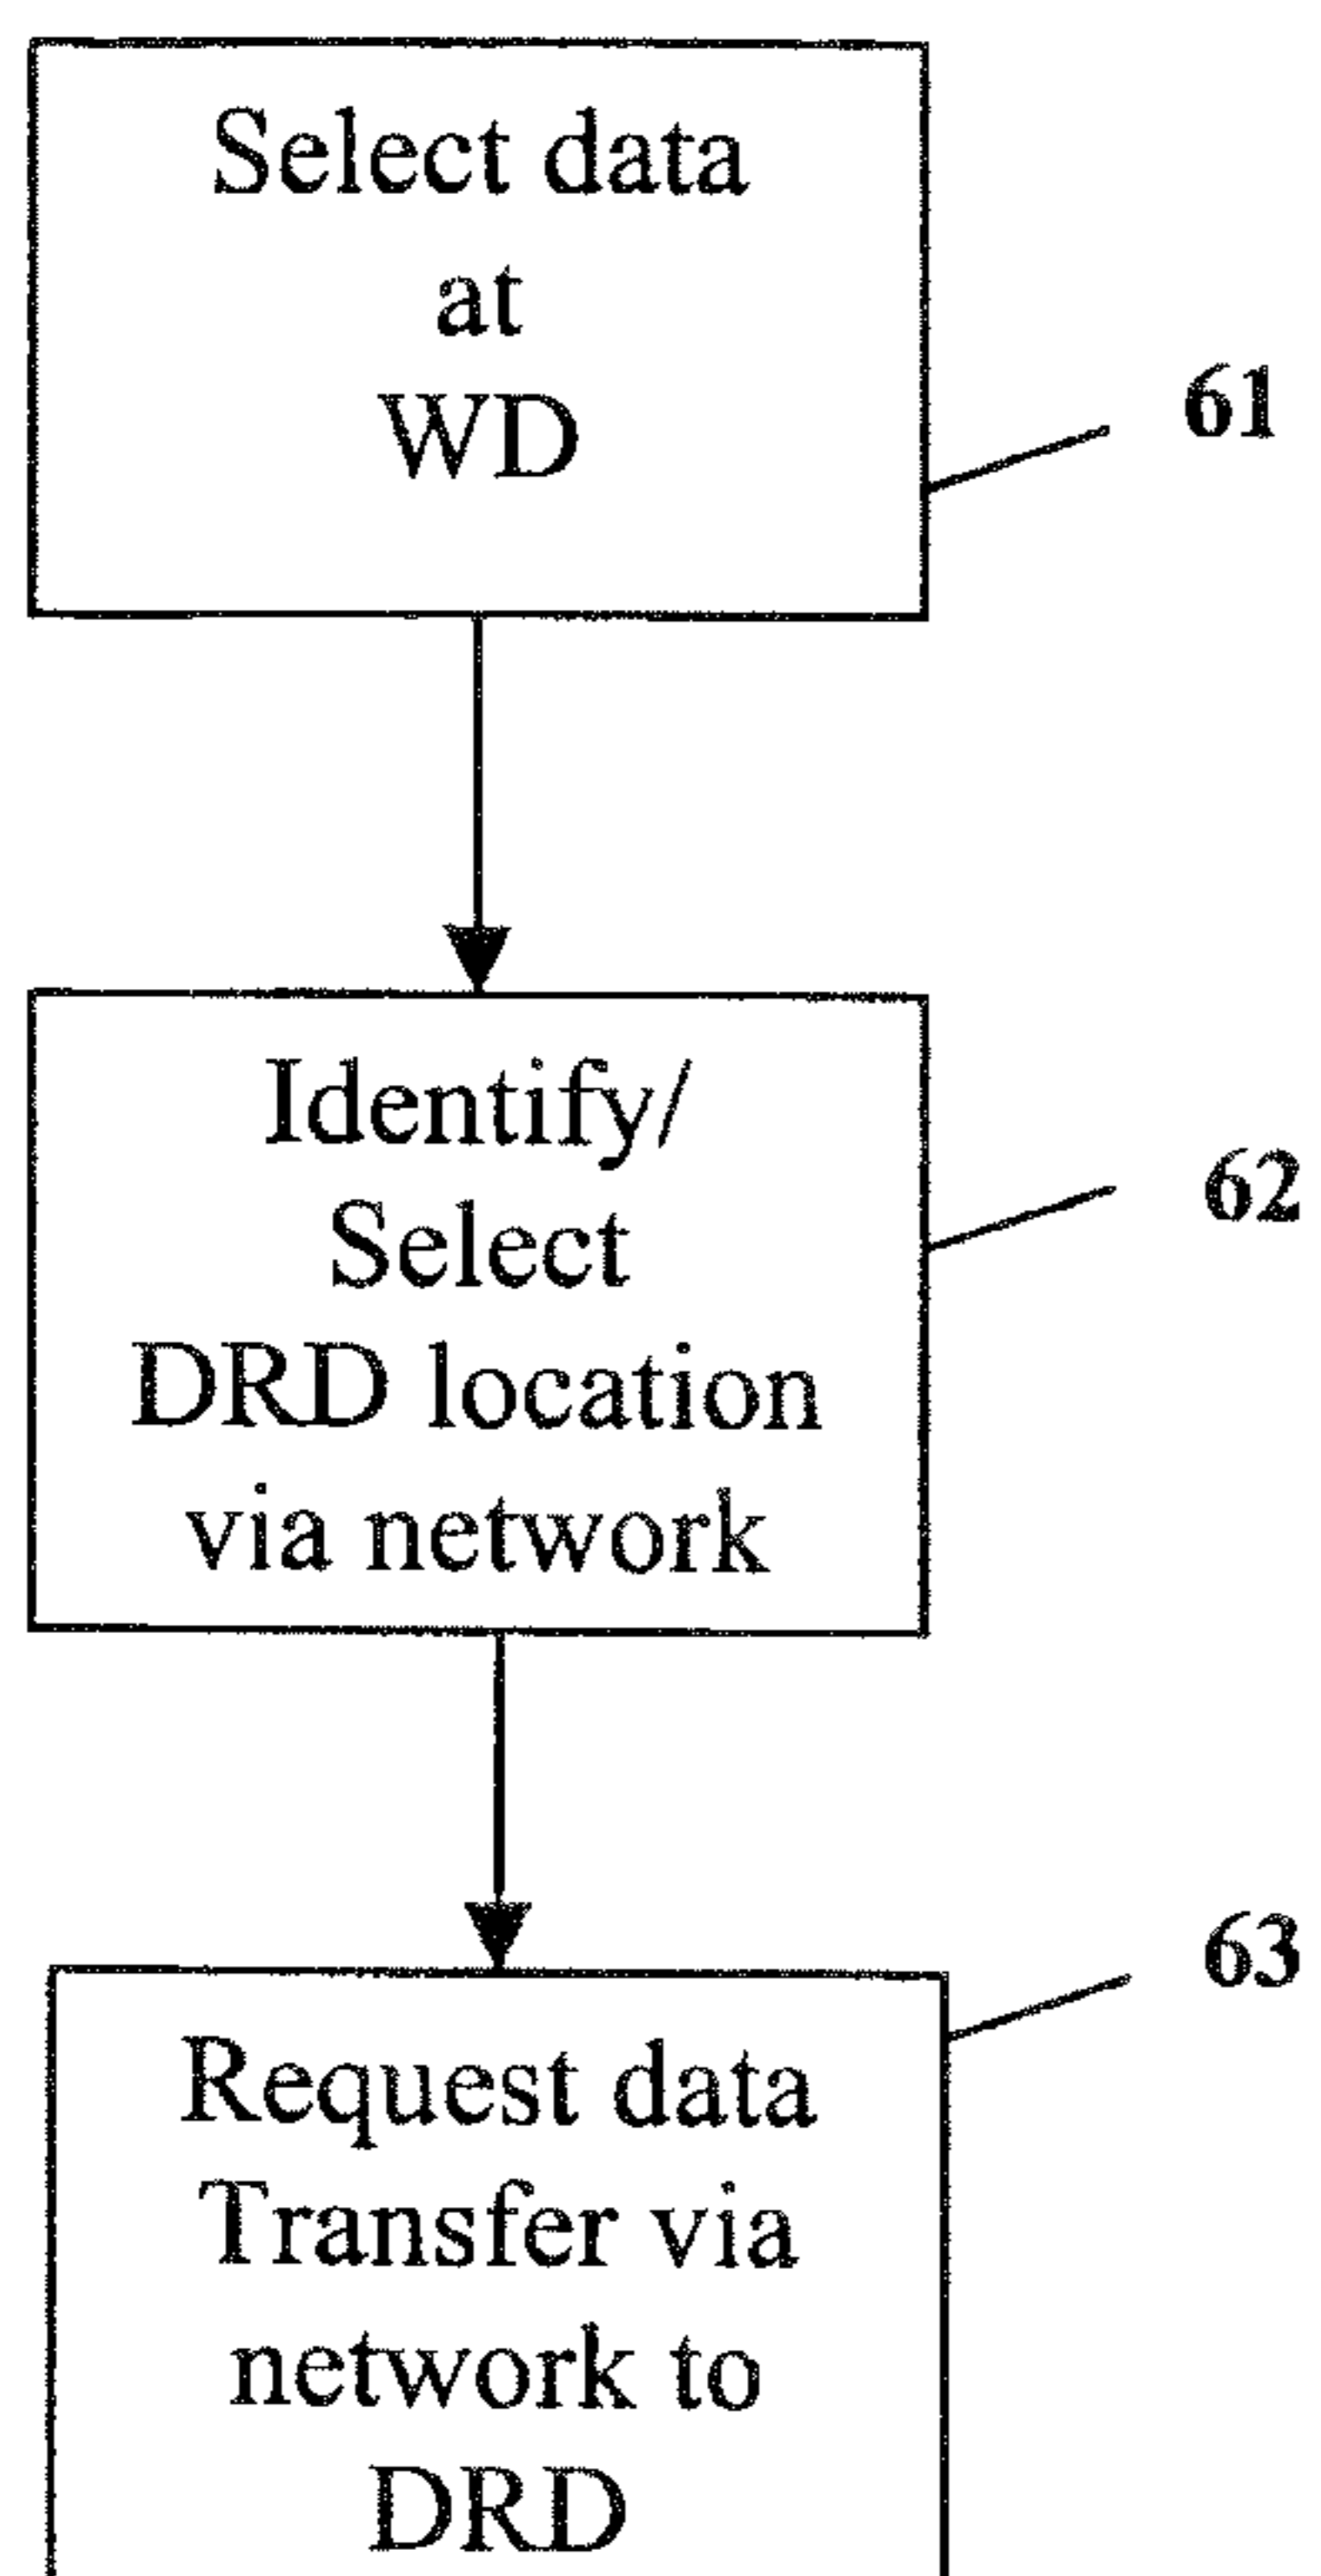 Select data
at
WD
61
Identify/
Select
DRD location
via network
62
63
Request data
Transfer via
network to
DRD